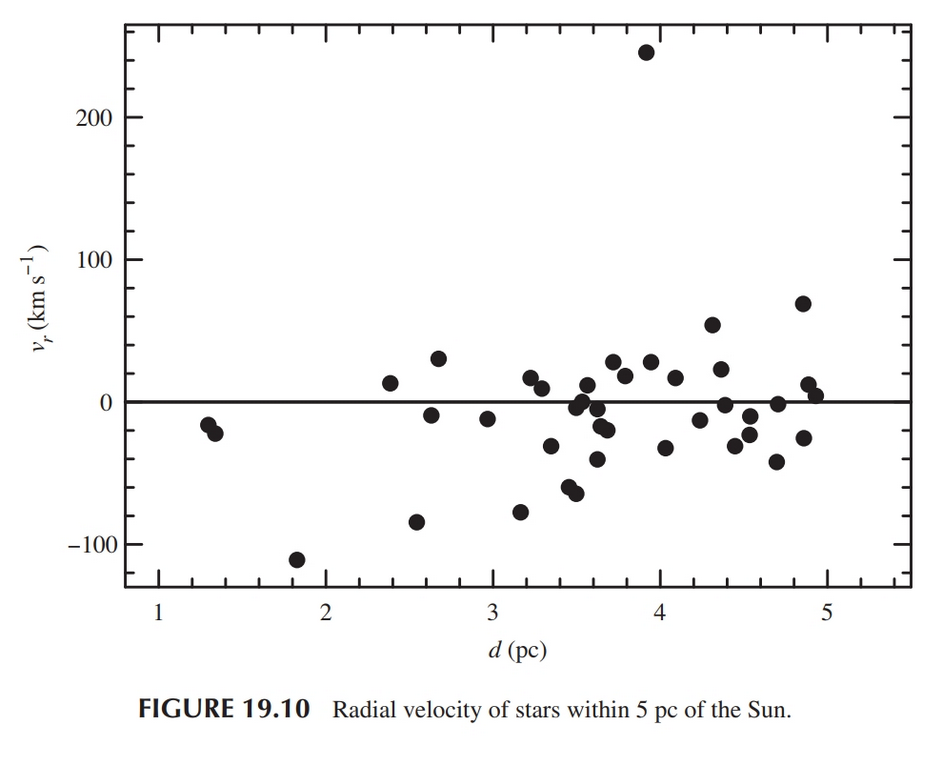 200
100
0
−100
v_r (km s⁻¹)
1 2 3 4 5
d (pc)
FIGURE 19.10 Radial velocity of stars within 5 pc of the Sun.